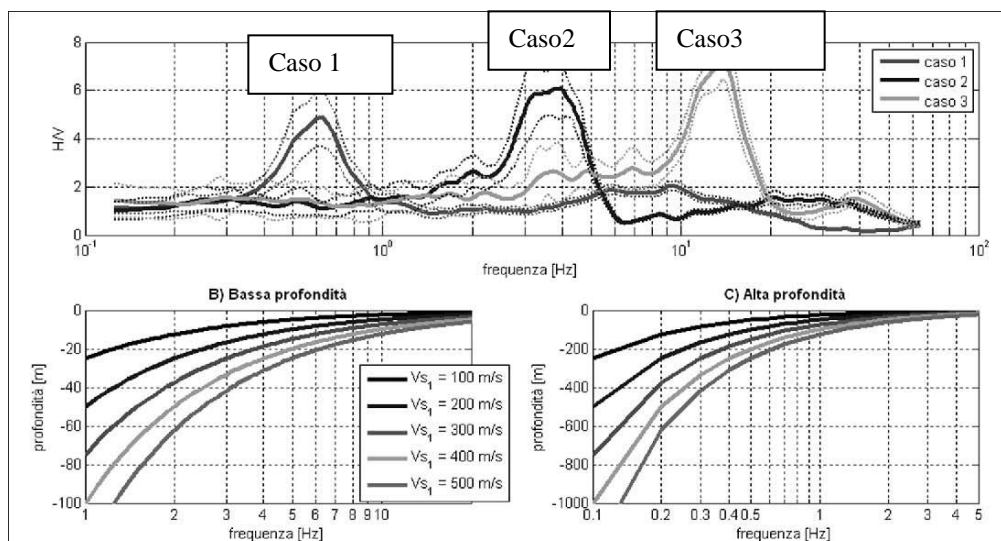 Caso 1
Caso2
Caso3
8
6
4
2
0
H/V
caso 1
caso 2
caso 3
10^-1
10^0
10^1
10^2
frequenza [Hz]
B) Bassa profondità
0
-20
-40
-60
-80
-100
profondità [m]
Vs₁ = 100 m/s
Vs₁ = 200 m/s
Vs₁ = 300 m/s
Vs₁ = 400 m/s
Vs₁ = 500 m/s
1 2 3 4 5 6 7 8 9 10
frequenza [Hz]
C) Alta profondità
0
-200
-400
-600
-800
-1000
profondità [m]
0.1 0.2 0.3 0.4 0.5 1 2 3 4 5
frequenza [Hz]